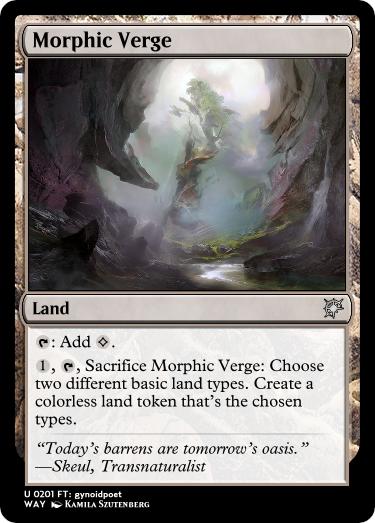 Morphic Verge
Land
: Add .
1, , Sacrifice Morphic Verge: Choose
two different basic land types. Create a
colorless land token that's the chosen
types.
“Today's barrens are tomorrow's oasis.”
—Skeul, Transnaturalist
U 0201 FT: gynoidpoet
WAY Kamila Szutenberg